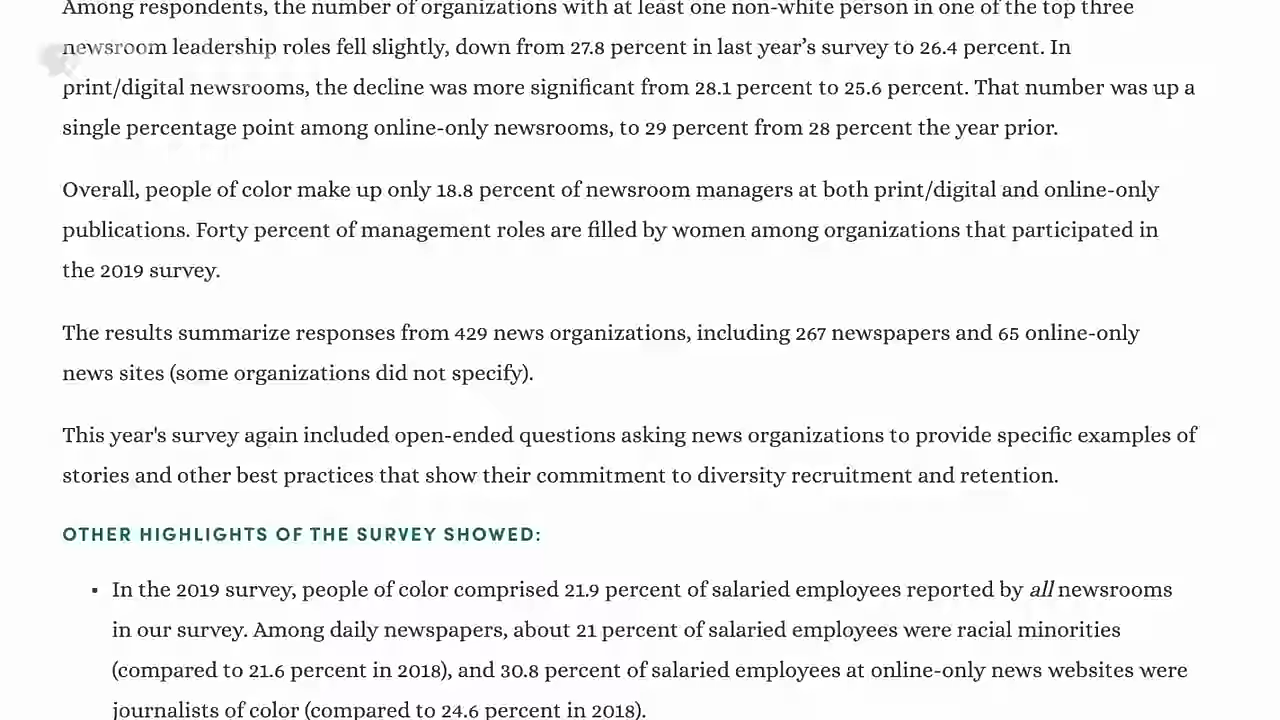 Among respondents, the number of organizations with at least one non-white person in one of the top three
newsroom leadership roles fell slightly, down from 27.8 percent in last year’s survey to 26.4 percent. In
print/digital newsrooms, the decline was more significant from 28.1 percent to 25.6 percent. That number was up a
single percentage point among online-only newsrooms, to 29 percent from 28 percent the year prior.
Overall, people of color make up only 18.8 percent of newsroom managers at both print/digital and online-only
publications. Forty percent of management roles are filled by women among organizations that participated in
the 2019 survey.
The results summarize responses from 429 news organizations, including 267 newspapers and 65 online-only
news sites (some organizations did not specify).
This year's survey again included open-ended questions asking news organizations to provide specific examples of
stories and other best practices that show their commitment to diversity recruitment and retention.
OTHER HIGHLIGHTS OF THE SURVEY SHOWED:
▪ In the 2019 survey, people of color comprised 21.9 percent of salaried employees reported by all newsrooms
in our survey. Among daily newspapers, about 21 percent of salaried employees were racial minorities
(compared to 21.6 percent in 2018), and 30.8 percent of salaried employees at online-only news websites were
journalists of color (compared to 24.6 percent in 2018).